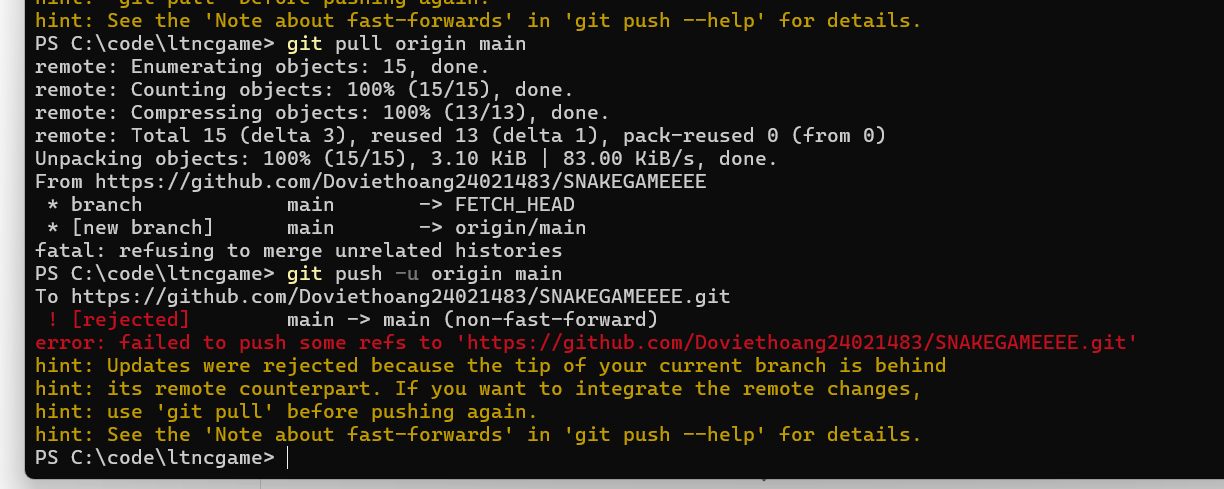 hint: 'git pull' before pushing again.
hint: See the 'Note about fast-forwards' in 'git push --help' for details.
PS C:\code\ltncgame> git pull origin main
remote: Enumerating objects: 15, done.
remote: Counting objects: 100% (15/15), done.
remote: Compressing objects: 100% (13/13), done.
remote: Total 15 (delta 3), reused 13 (delta 1), pack-reused 0 (from 0)
Unpacking objects: 100% (15/15), 3.10 KiB | 83.00 KiB/s, done.
From https://github.com/Doviethoang24021483/SNAKEGAMEEEE
 * branch            main       -> FETCH_HEAD
 * [new branch]      main       -> origin/main
fatal: refusing to merge unrelated histories
PS C:\code\ltncgame> git push -u origin main
To https://github.com/Doviethoang24021483/SNAKEGAMEEEE.git
 ! [rejected]        main -> main (non-fast-forward)
error: failed to push some refs to 'https://github.com/Doviethoang24021483/SNAKEGAMEEEE.git'
hint: Updates were rejected because the tip of your current branch is behind
hint: its remote counterpart. If you want to integrate the remote changes,
hint: use 'git pull' before pushing again.
hint: See the 'Note about fast-forwards' in 'git push --help' for details.
PS C:\code\ltncgame>